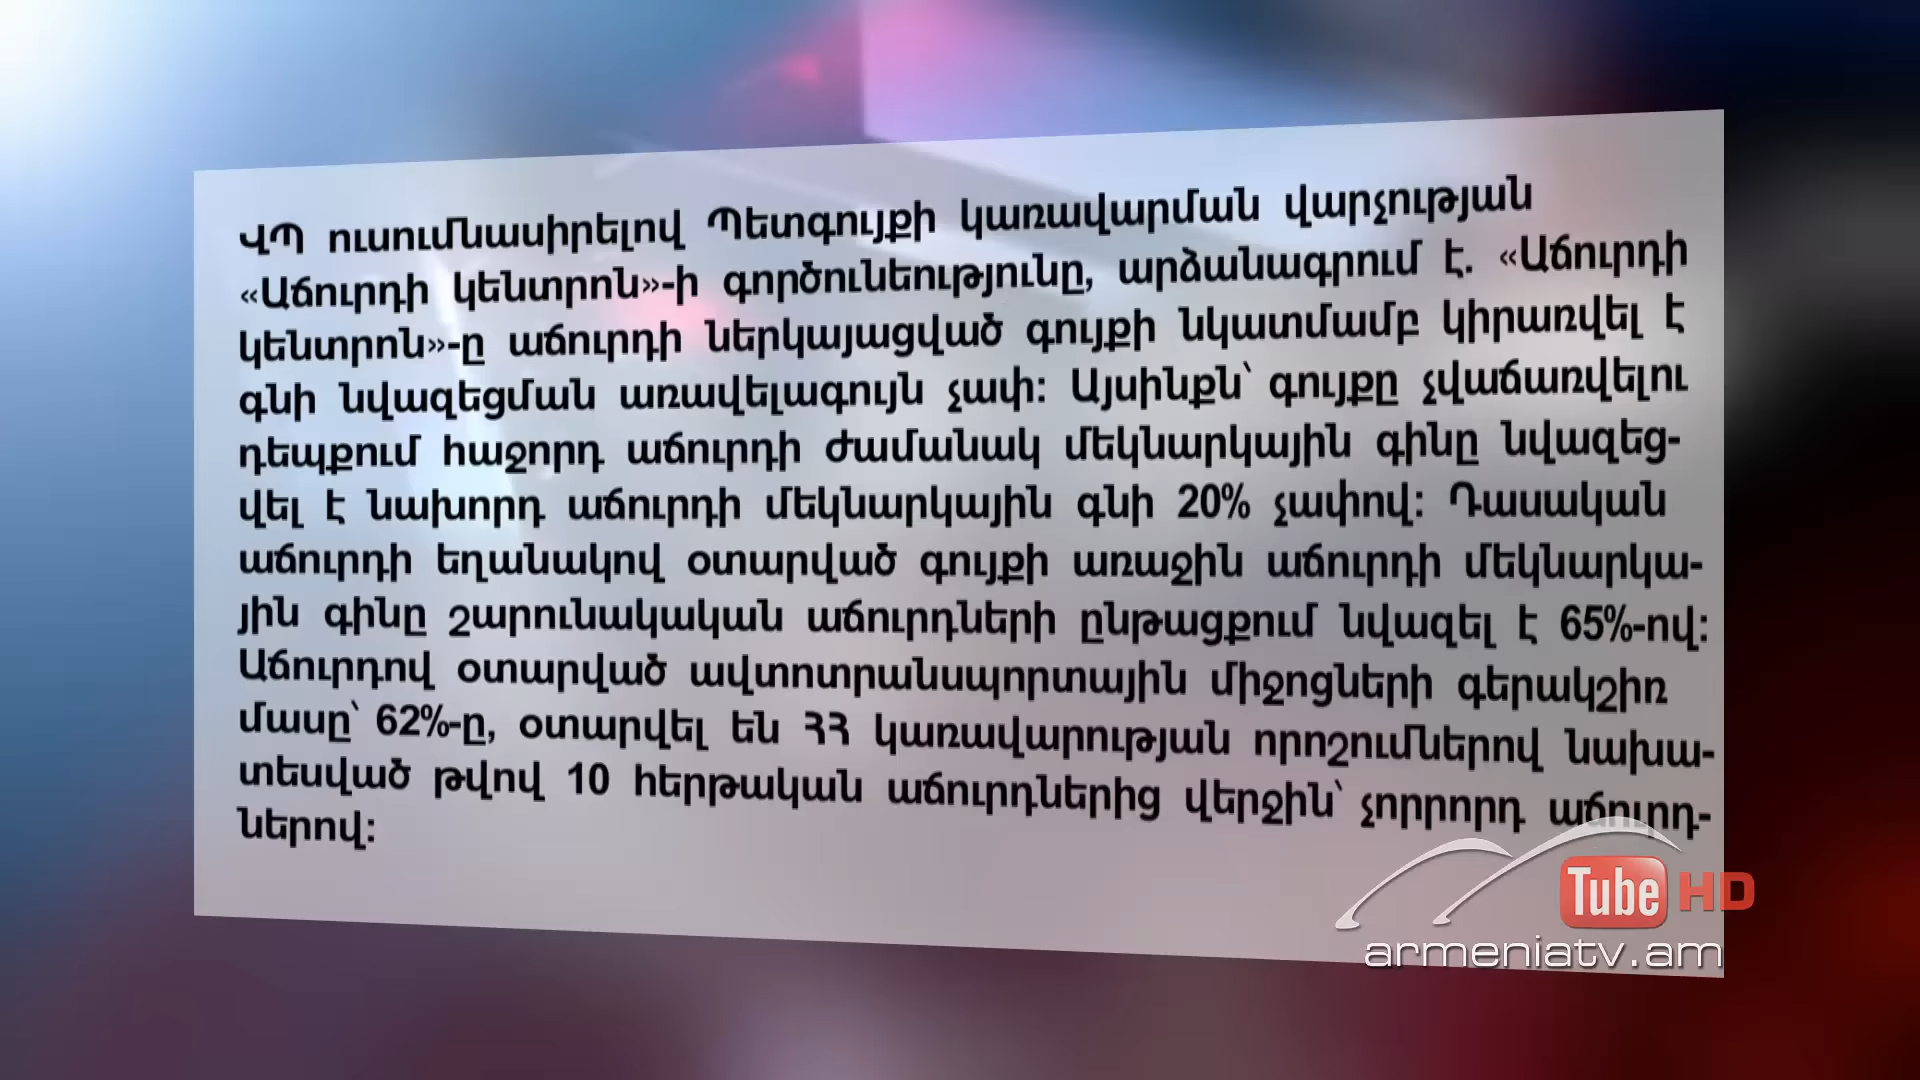 ՎՊ ուսումնասիրելով Պետգույքի կառավարման վարչության
«Աճուրդի կենտրոն»-ի գործունեությունը, արձանագրում է. «Աճուրդի
կենտրոն»-ը աճուրդի ներկայացված գույքի նկատմամբ կիրառվել է
գնի նվազեցման առավելագույն չափ: Այսինքն՝ գույքը չվաճառվելու
դեպքում հաջորդ աճուրդի ժամանակ մեկնարկային գինը նվազեց-
վել է նախորդ աճուրդի մեկնարկային գնի 20% չափով: Դասական
աճուրդի եղանակով օտարված գույքի առաջին աճուրդի մեկնարկա-
յին գինը շարունակական աճուրդների ընթացքում նվազել է 65%-ով:
Աճուրդով օտարված ավտոտրանսպորտային միջոցների գերակշիռ
մասը՝ 62%-ը, օտարվել են ՀՀ կառավարության որոշումներով նախա-
տեսված թվով 10 հերթական աճուրդներից վերջին՝ չորրորդ աճուրդ-
ներով:
Tube HD
armeniatv.am